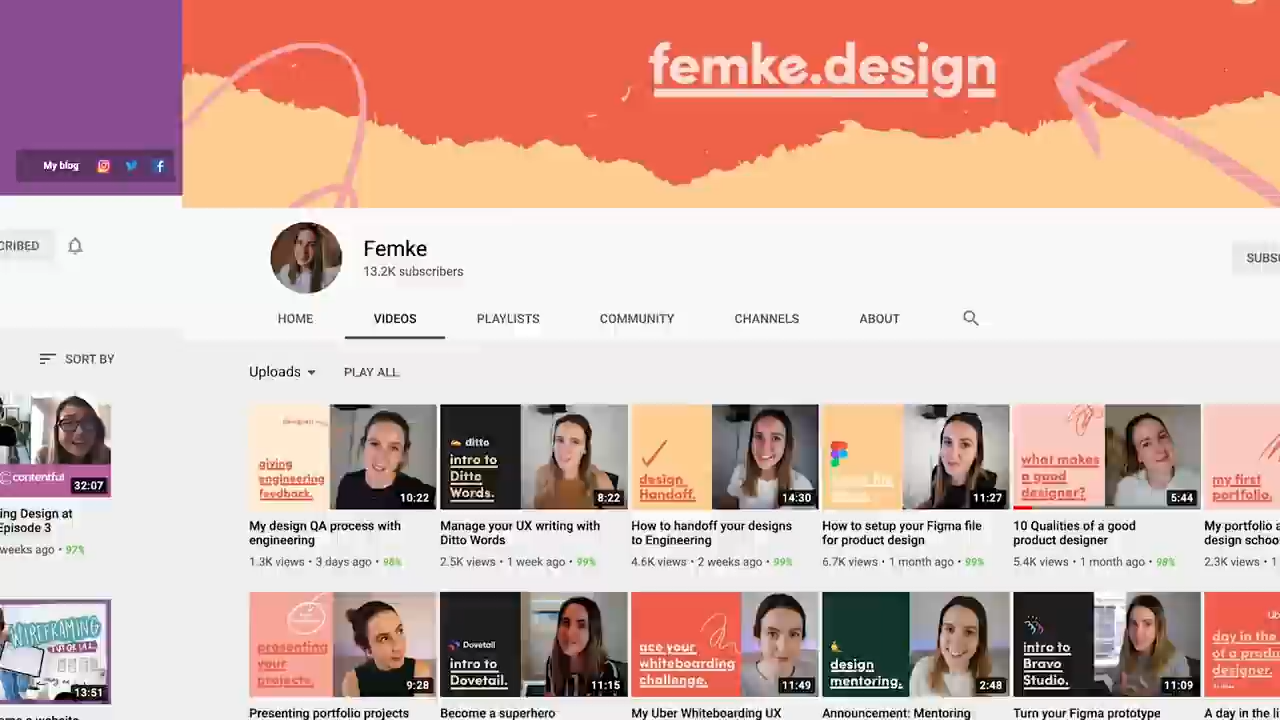 femke.design
My blog
CRIBED
Femke
13.2K subscribers
SUBSC
HOME
VIDEOS
PLAYLISTS
COMMUNITY
CHANNELS
ABOUT
SORT BY
Uploads
PLAY ALL
contentful
32:07
ing Design at
Episode 3
weeks ago • 97%
WIREFRAMING
13:51
giving
engineering
feedback.
10:22
My design QA process with
engineering
1.3K views • 3 days ago • 98%
ditto
intro to
Ditto
Words.
8:22
Manage your UX writing with
Ditto Words
2.5K views • 1 week ago • 99%
design
Handoff.
14:30
How to handoff your designs
to Engineering
4.6K views • 2 weeks ago • 99%
11:27
How to setup your Figma file
for product design
6.7K views • 1 month ago • 99%
what makes
a good
designer?
5:44
10 Qualities of a good
product designer
5.4K views • 1 month ago • 98%
my first
portfolio.
My portfolio a
design schoo
2.3K views • 1
presenting
your
projects.
9:28
Presenting portfolio projects
Dovetail
intro to
Dovetail.
11:15
Become a superhero
ace your
whiteboarding
challenge.
11:49
My Uber Whiteboarding UX
design
mentoring.
2:48
Announcement: Mentoring
intro to
Bravo
Studio.
11:09
Turn your Figma prototype
day in the
of a produ
designer.
A day in the li